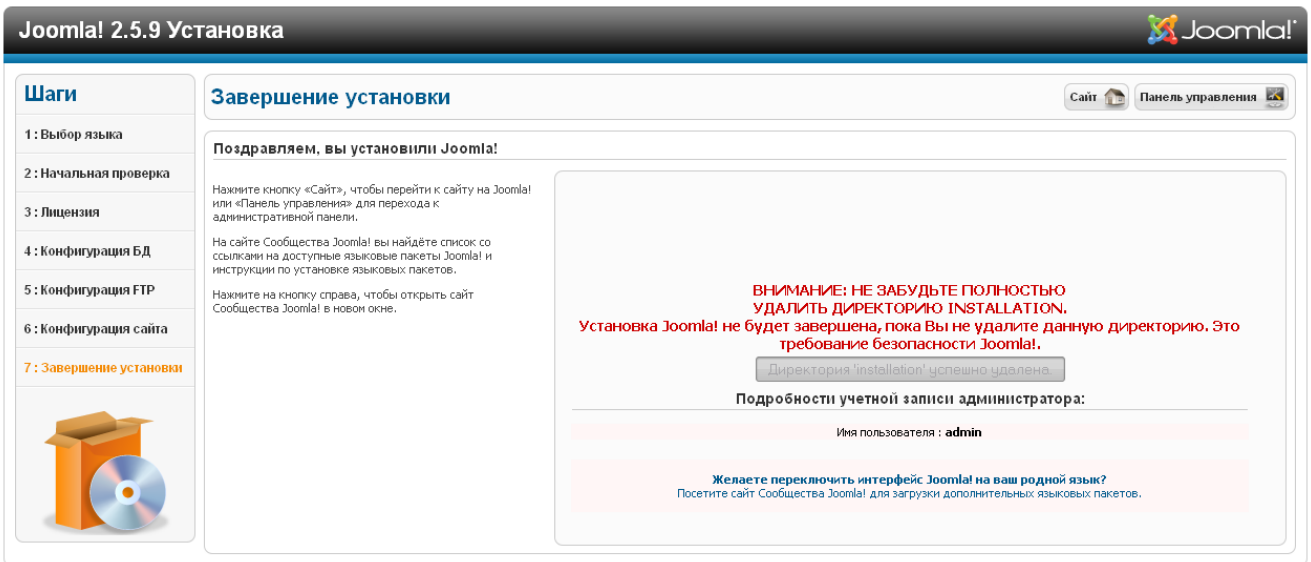 Joomla! 2.5.9 Установка
Joomla!
Шаги
1 : Выбор языка
2 : Начальная проверка
3 : Лицензия
4 : Конфигурация БД
5 : Конфигурация FTP
6 : Конфигурация сайта
7 : Завершение установки
Завершение установки
Сайт
Панель управления
Поздравляем, вы установили Joomla!
Нажмите кнопку «Сайт», чтобы перейти к сайту на Joomla!
или «Панель управления» для перехода к
административной панели.
На сайте Сообщества Joomla! вы найдёте список со
ссылками на доступные языковые пакеты Joomla! и
инструкции по установке языковых пакетов.
Нажмите на кнопку справа, чтобы открыть сайт
Сообщества Joomla! в новом окне.
ВНИМАНИЕ: НЕ ЗАБУДЬТЕ ПОЛНОСТЬЮ
УДАЛИТЬ ДИРЕКТОРИЮ INSTALLATION.
Установка Joomla! не будет завершена, пока Вы не удалите данную директорию. Это
требование безопасности Joomla!.
Директория 'installation' успешно удалена.
Подробности учетной записи администратора:
Имя пользователя : admin
Желаете переключить интерфейс Joomla! на ваш родной язык?
Посетите сайт Сообщества Joomla! для загрузки дополнительных языковых пакетов.